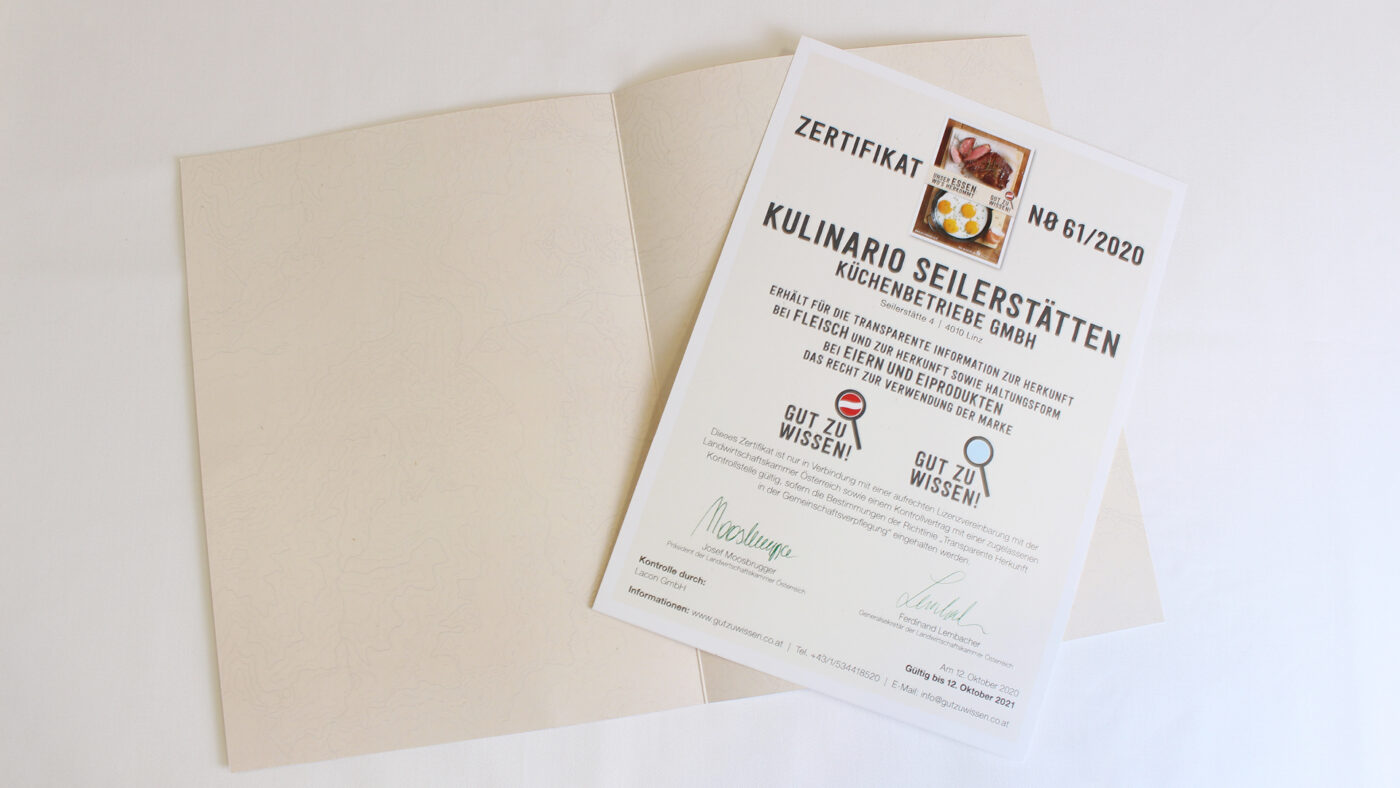 ZERTIFIKAT
UNSER ESSEN
WO'S HERKOMMT
GUT ZU
WISSEN!
NØ 61/2020
KULINARIO SEILERSTÄTTEN
KÜCHENBETRIEBE GMBH
Seilerstätte 4 | 4010 Linz
ERHÄLT FÜR DIE TRANSPARENTE INFORMATION ZUR HERKUNFT
BEI FLEISCH UND ZUR HERKUNFT SOWIE HALTUNGSFORM
BEI EIERN UND EIPRODUKTEN
DAS RECHT ZUR VERWENDUNG DER MARKE
GUT ZU
WISSEN!
GUT ZU
WISSEN!
Dieses Zertifikat ist nur in Verbindung mit einer aufrechten Lizenzvereinbarung mit der
Landwirtschaftskammer Österreich sowie einem Kontrollvertrag mit einer zugelassenen
Kontrollstelle gültig, sofern die Bestimmungen der Richtlinie „Transparente Herkunft
in der Gemeinschaftsverpflegung" eingehalten werden.
Josef Moosbrugger
Präsident der Landwirtschaftskammer Österreich
Ferdinand Lembacher
Generalsekretär der Landwirtschaftskammer Österreich
Kontrolle durch:
Lacon GmbH
Am 12. Oktober 2020
Gültig bis 12. Oktober 2021
Informationen: www.gutzuwissen.co.at | Tel. +43/1/534418520 | E-Mail: info@gutzuwissen.co.at